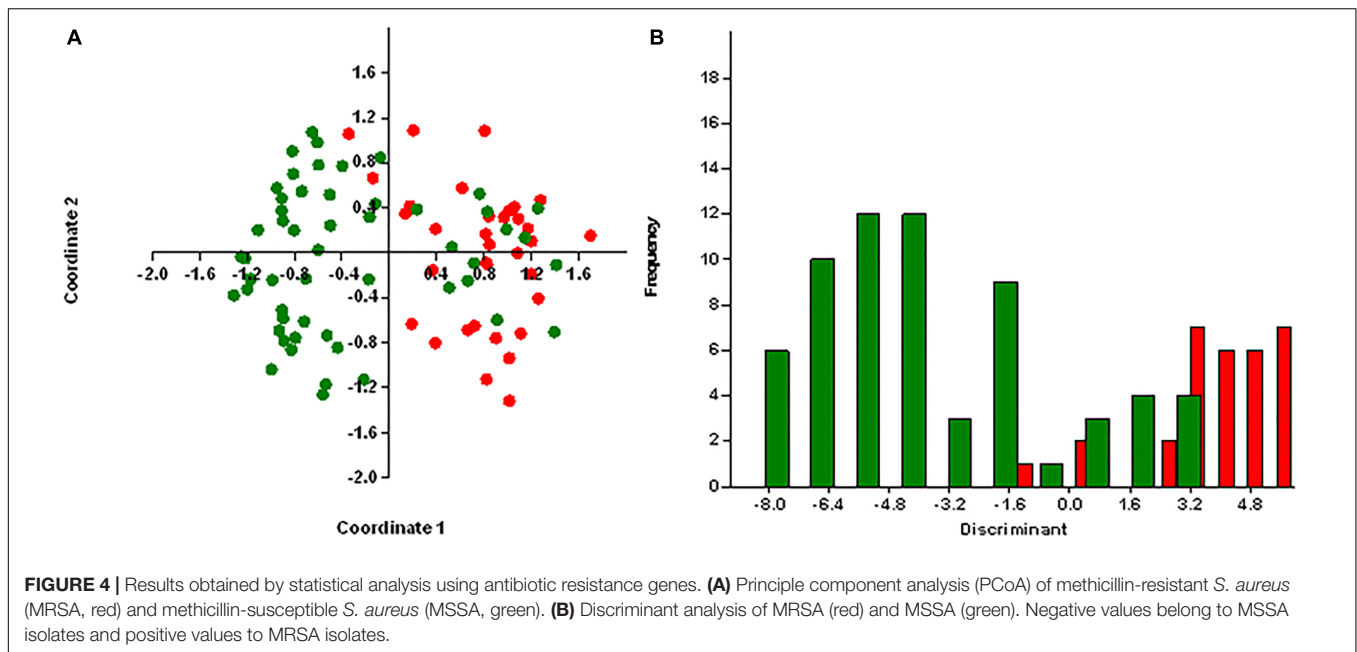 A
B
1.6
1.2
0.8
0.4
-2.0 -1.6 -1.2 -0.8 -0.4 0.4 0.8 1.2 1.6
-0.4
-0.8
-1.2
-1.6
-2.0
Coordinate 2
Coordinate 1
18
16
14
12
10
8
6
4
2
0
Frequency
-8.0 -6.4 -4.8 -3.2 -1.6 0.0 1.6 3.2 4.8
Discriminant
FIGURE 4 | Results obtained by statistical analysis using antibiotic resistance genes. (A) Principle component analysis (PCoA) of methicillin-resistant S. aureus
(MRSA, red) and methicillin-susceptible S. aureus (MSSA, green). (B) Discriminant analysis of MRSA (red) and MSSA (green). Negative values belong to MSSA
isolates and positive values to MRSA isolates.